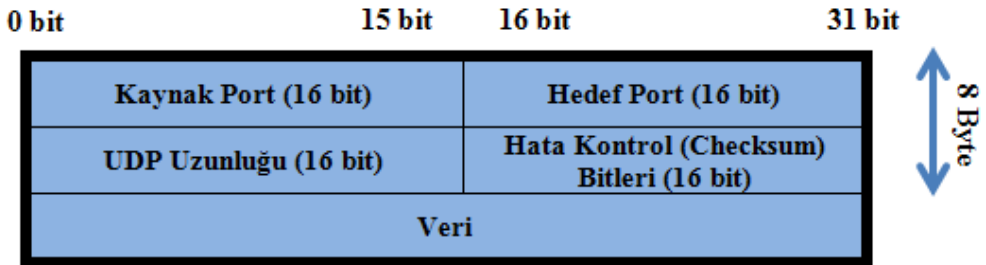 0 bit 15 bit 16 bit 31 bit
Kaynak Port (16 bit) Hedef Port (16 bit)
UDP Uzunluğu (16 bit) Hata Kontrol (Checksum)
Bitleri (16 bit)
Veri
8 Byte